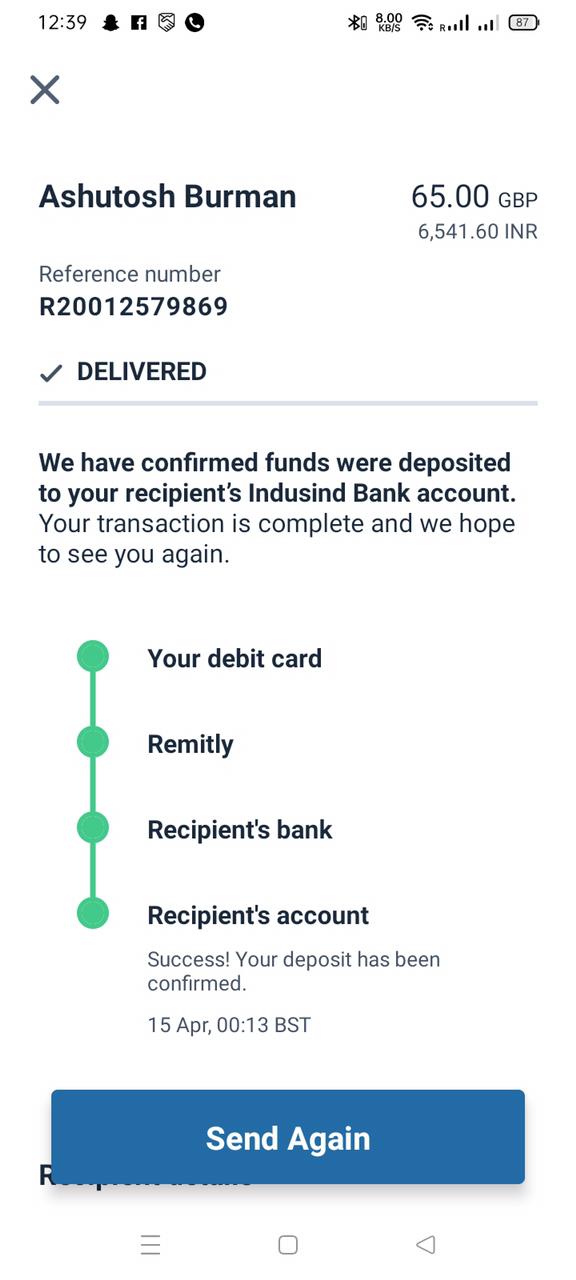 12:39
8.00
KB/S
R
87
Ashutosh Burman
65.00 GBP
6,541.60 INR
Reference number
R20012579869
DELIVERED
We have confirmed funds were deposited
to your recipient’s Indusind Bank account.
Your transaction is complete and we hope
to see you again.
Your debit card
Remitly
Recipient's bank
Recipient's account
Success! Your deposit has been
confirmed.
15 Apr, 00:13 BST
Send Again
Recipient details